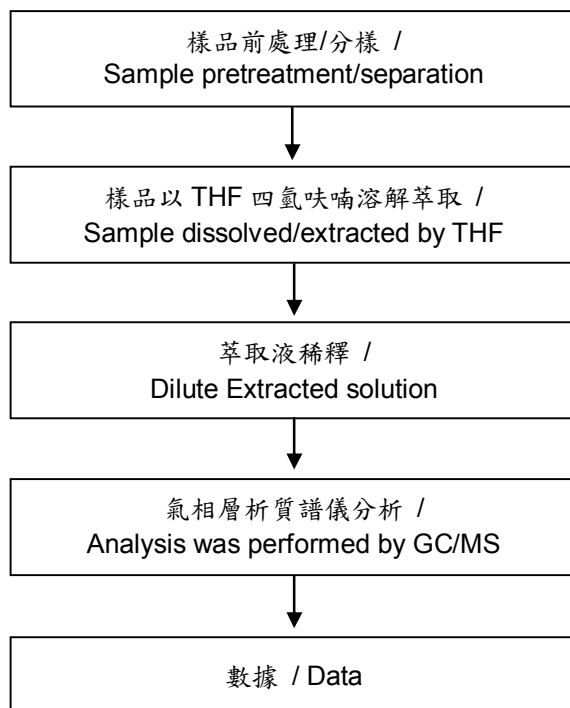 樣品前處理/分樣 /
Sample pretreatment/separation
樣品以 THF 四氫呋喃溶解萃取 /
Sample dissolved/extracted by THF
萃取液稀釋 /
Dilute Extracted solution
氣相層析質譜儀分析 /
Analysis was performed by GC/MS
數據 / Data